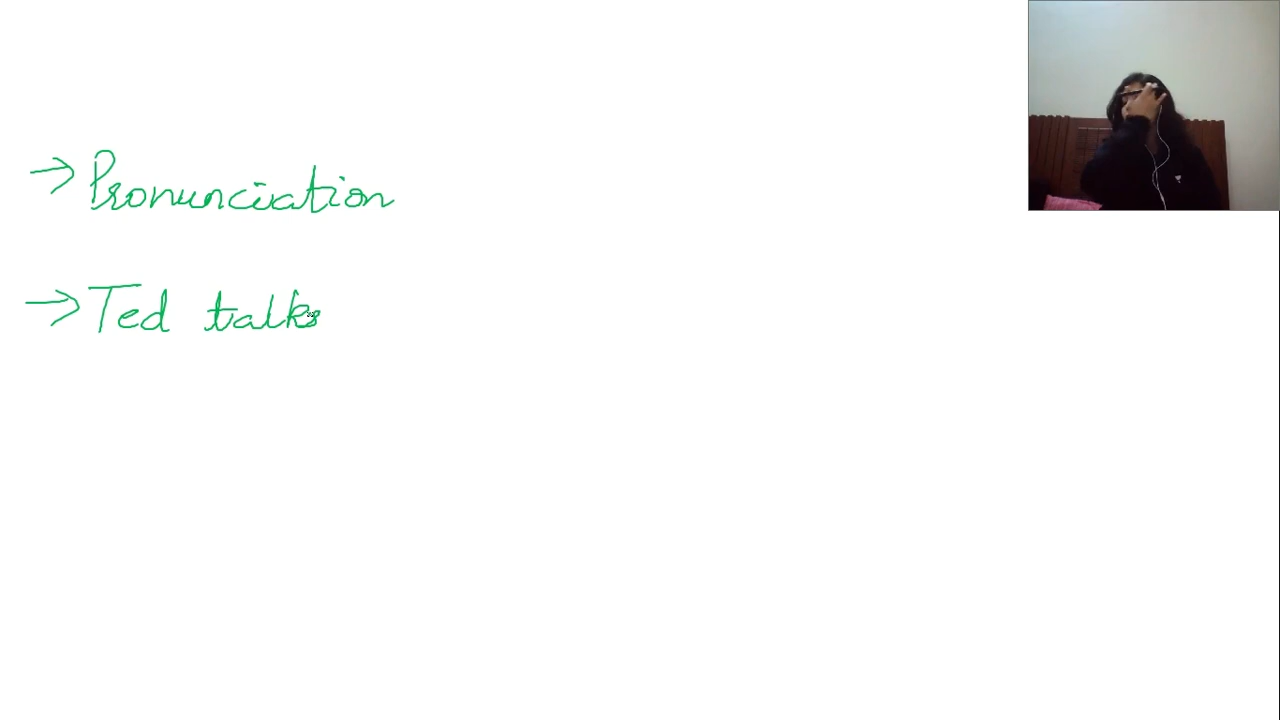 → Pronunciation
→ Ted talks